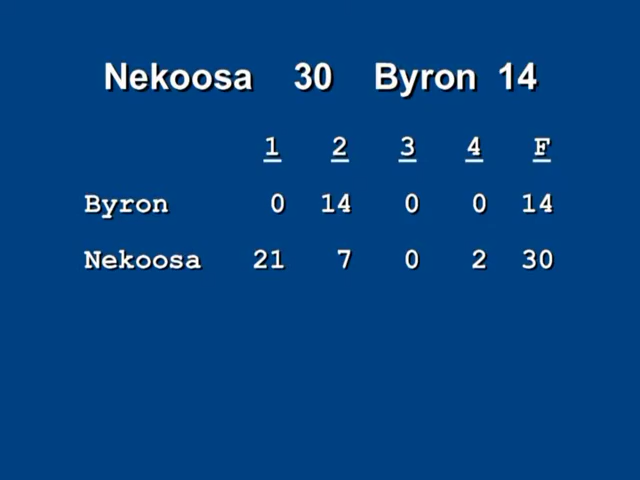 Nekoosa 30 Byron 14
1 2 3 4 F
Byron 0 14 0 0 14
Nekoosa 21 7 0 2 30